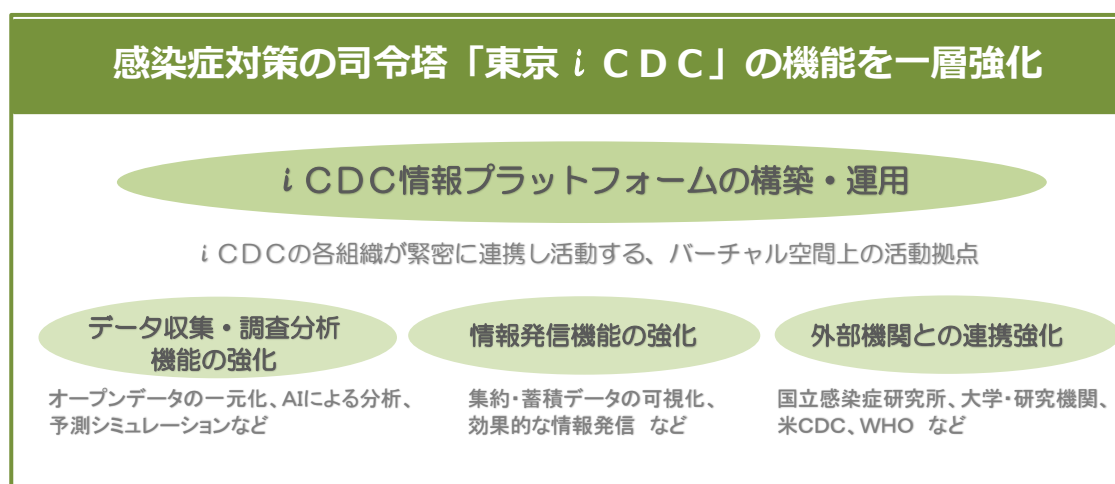 感染症対策の司令塔「東京ｉＣＤＣ」の機能を一層強化
ｉＣＤＣ情報プラットフォームの構築・運用
ｉＣＤＣの各組織が緊密に連携し活動する、バーチャル空間上の活動拠点
データ収集・調査分析
機能の強化
オープンデータの一元化、AIによる分析、
予測シミュレーションなど
情報発信機能の強化
集約・蓄積データの可視化、
効果的な情報発信 など
外部機関との連携強化
国立感染症研究所、大学・研究機関、
米CDC、WHO など